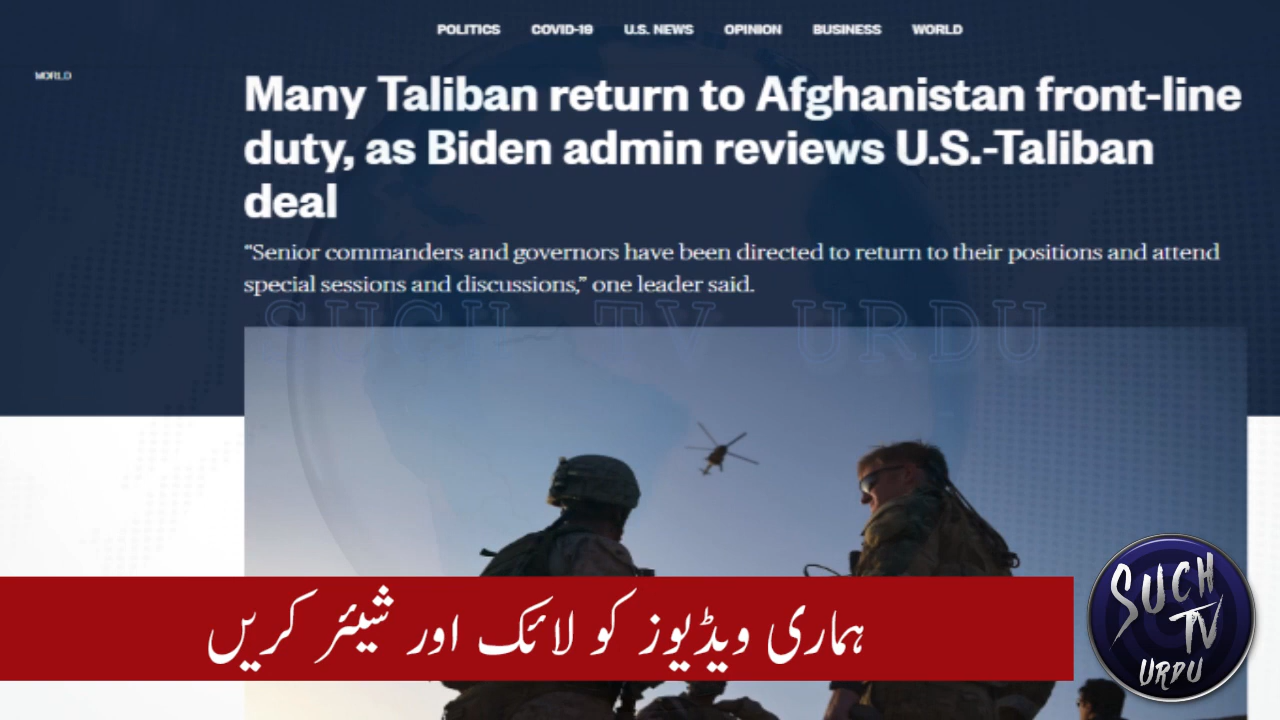 POLITICS COVID-19 U.S. NEWS OPINION BUSINESS WORLD
WORLD
Many Taliban return to Afghanistan front-line
duty, as Biden admin reviews U.S.-Taliban
deal
“Senior commanders and governors have been directed to return to their positions and attend
special sessions and discussions,” one leader said.
SUCH TV URDU
ہماری ویڈیوز کو لائک اور شیئر کریں
SUCH
TV
URDU